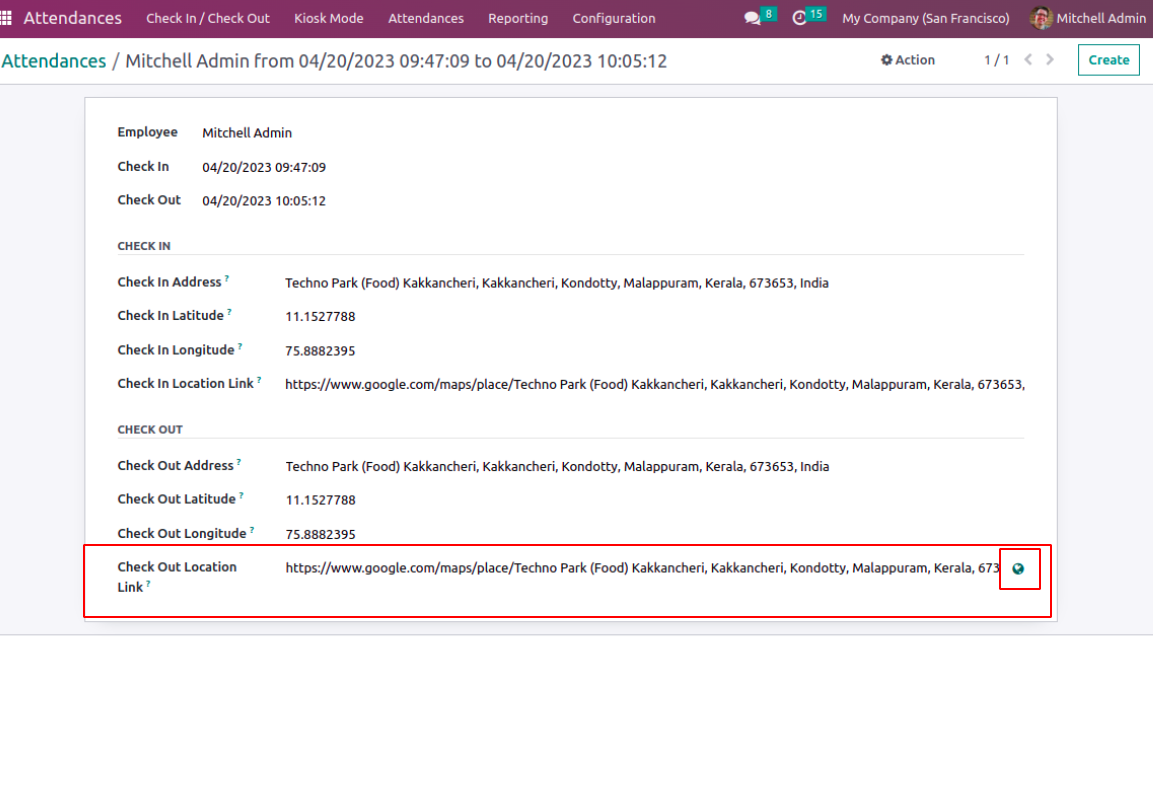 Attendances Check In / Check Out Kiosk Mode Attendances Reporting Configuration 8 15 My Company (San Francisco) Mitchell Admin
Attendances / Mitchell Admin from 04/20/2023 09:47:09 to 04/20/2023 10:05:12 Action 1 / 1 Create
Employee Mitchell Admin
Check In 04/20/2023 09:47:09
Check Out 04/20/2023 10:05:12
CHECK IN
Check In Address ? Techno Park (Food) Kakkancheri, Kakkancheri, Kondotty, Malappuram, Kerala, 673653, India
Check In Latitude ? 11.1527788
Check In Longitude ? 75.8882395
Check In Location Link ? https://www.google.com/maps/place/Techno Park (Food) Kakkancheri, Kakkancheri, Kondotty, Malappuram, Kerala, 673653,
CHECK OUT
Check Out Address ? Techno Park (Food) Kakkancheri, Kakkancheri, Kondotty, Malappuram, Kerala, 673653, India
Check Out Latitude ? 11.1527788
Check Out Longitude ? 75.8882395
Check Out Location https://www.google.com/maps/place/Techno Park (Food) Kakkancheri, Kakkancheri, Kondotty, Malappuram, Kerala, 673
Link ?